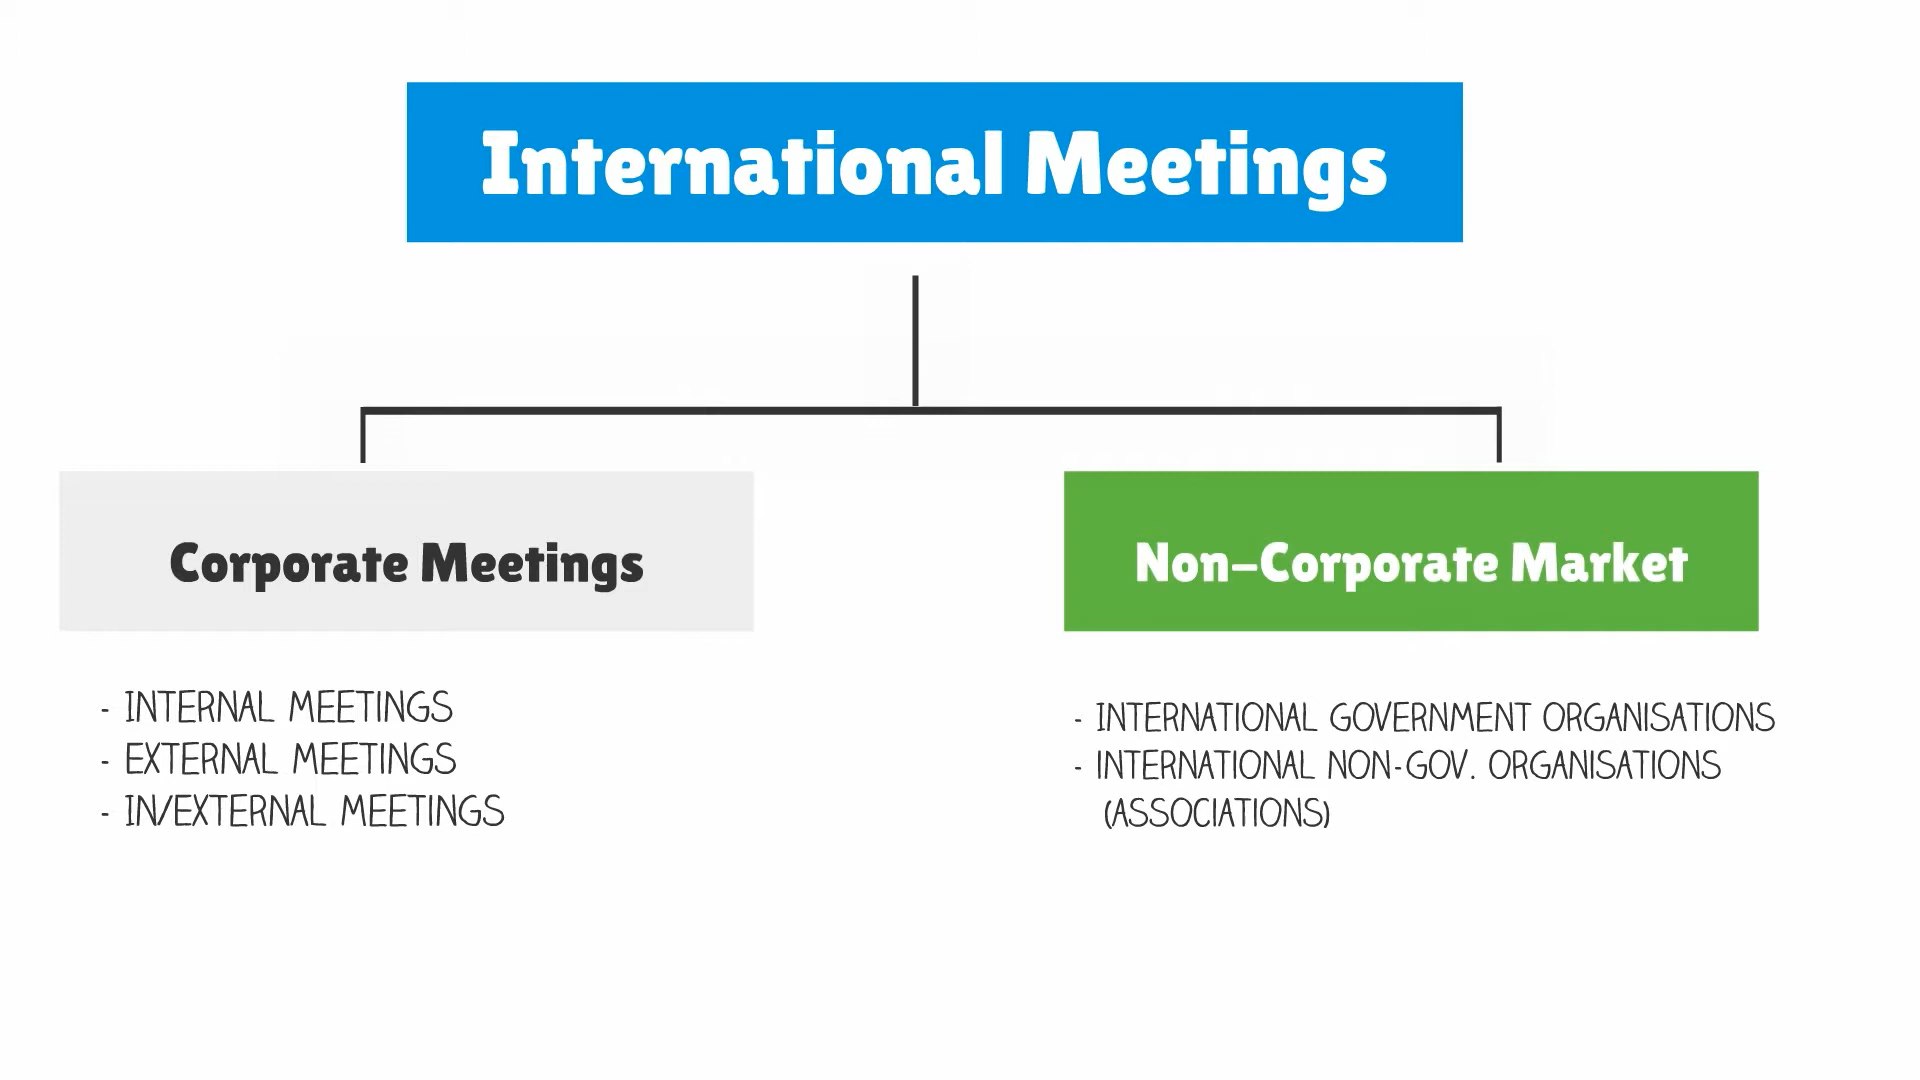 International Meetings
Corporate Meetings
- INTERNAL MEETINGS
- EXTERNAL MEETINGS
- IN/EXTERNAL MEETINGS
Non-Corporate Market
- INTERNATIONAL GOVERNMENT ORGANISATIONS
- INTERNATIONAL NON-GOV. ORGANISATIONS
(ASSOCIATIONS)